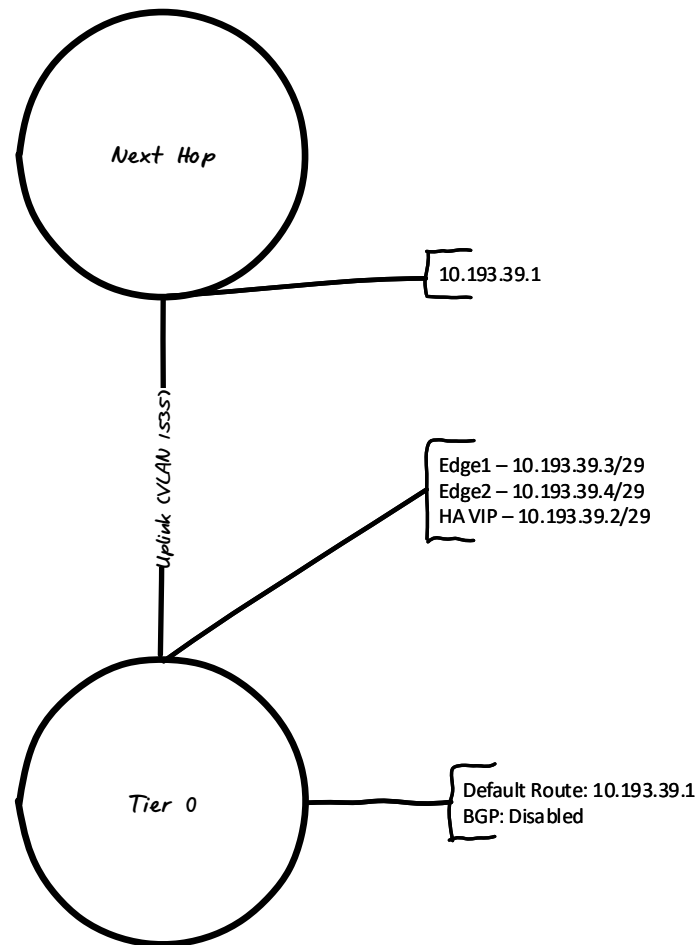 Next Hop
10.193.39.1
Uplink (VLAN 1535)
Edge1 – 10.193.39.3/29
Edge2 – 10.193.39.4/29
HA VIP – 10.193.39.2/29
Tier 0
Default Route: 10.193.39.1
BGP: Disabled